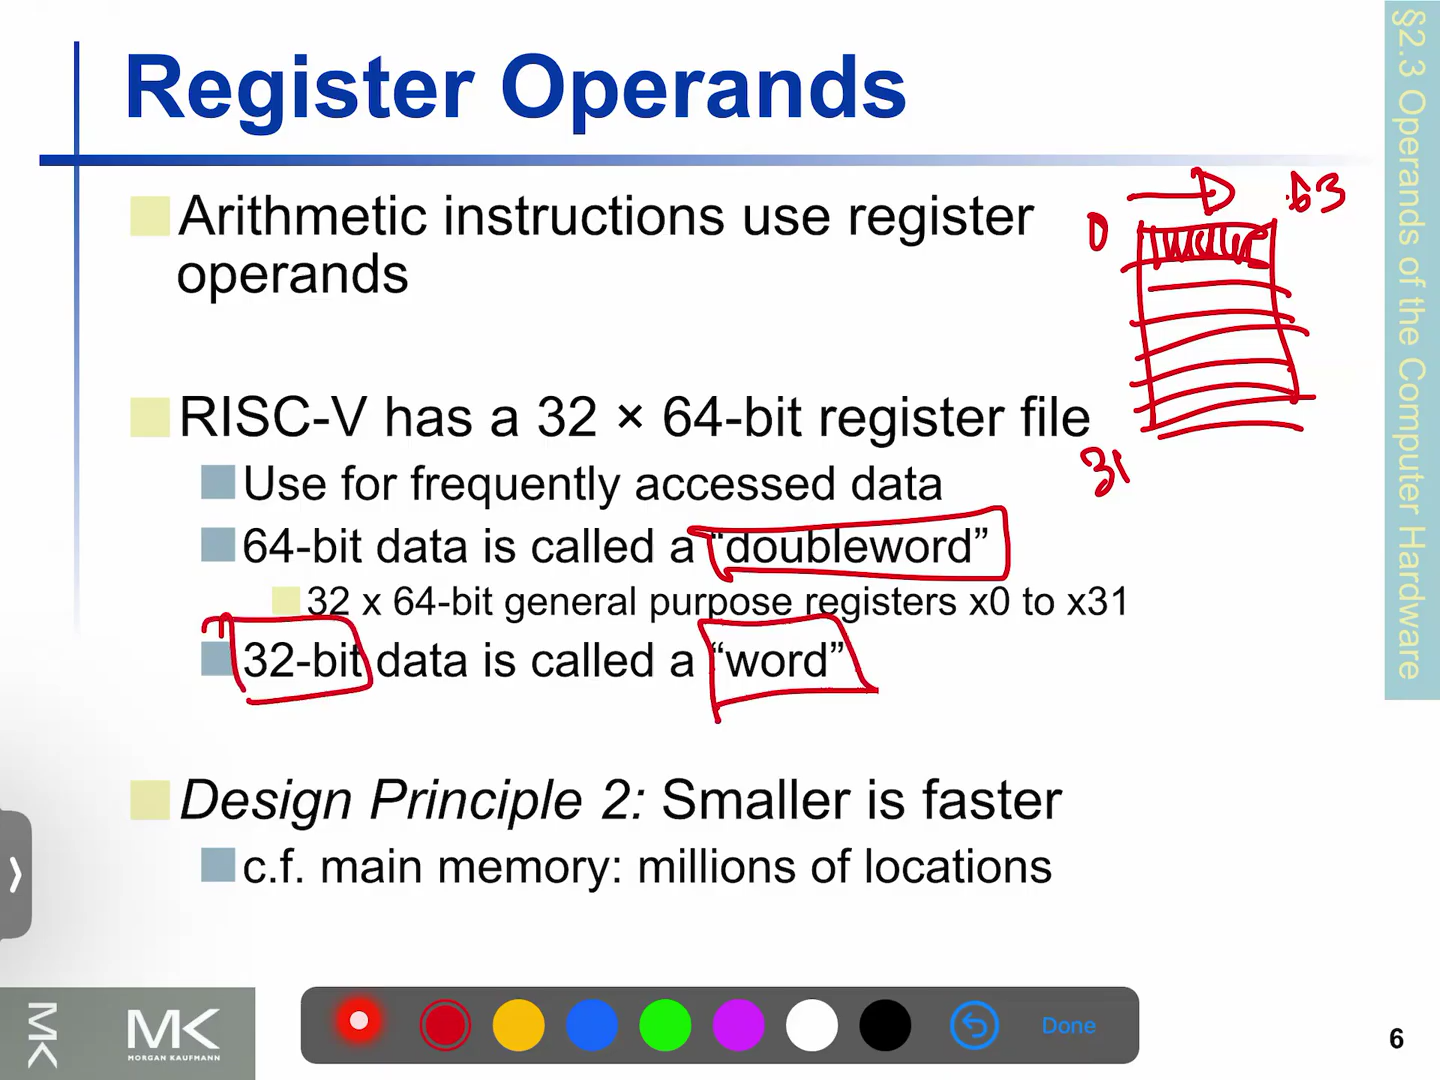 Register Operands
Arithmetic instructions use register
operands
RISC-V has a 32 × 64-bit register file
Use for frequently accessed data
64-bit data is called a “doubleword”
32 x 64-bit general purpose registers x0 to x31
32-bit data is called a “word”
Design Principle 2: Smaller is faster
c.f. main memory: millions of locations
0
63
31
§2.3 Operands of the Computer Hardware
MK
MK
MORGAN KAUFMANN
Done
6